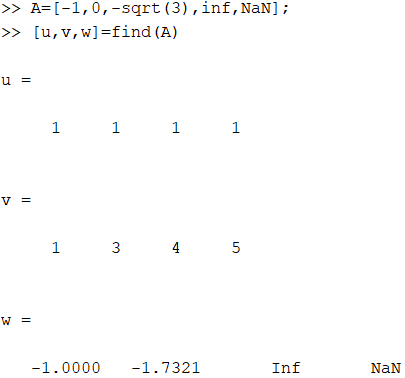 >> A=[-1,0,-sqrt(3),inf,NaN];
>> [u,v,w]=find(A)
u =
1 1 1 1
v =
1 3 4 5
w =
-1.0000 -1.7321 Inf NaN